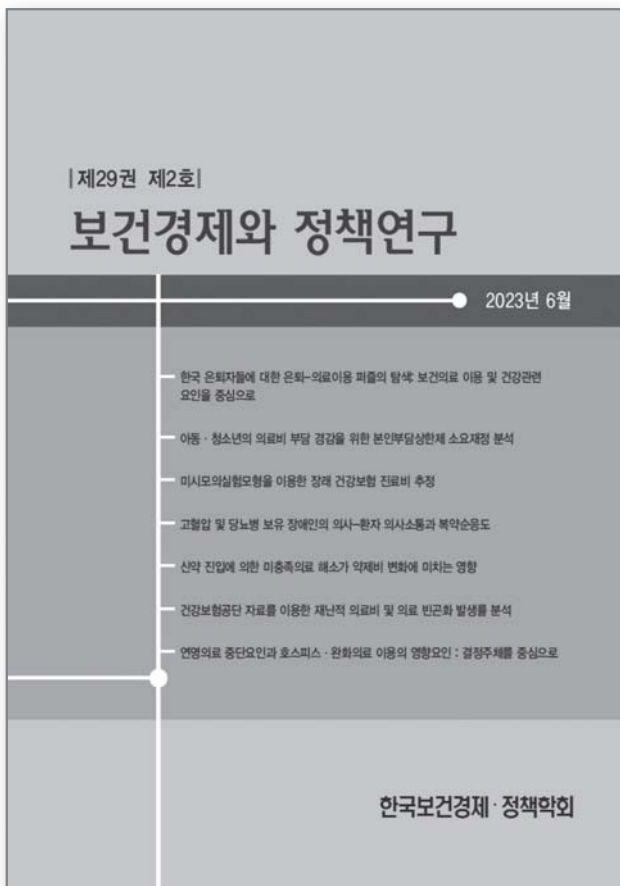 |제29권 제2호|
보건경제와 정책연구
2023년 6월
한국 은퇴자들에 대한 은퇴-의료이용 퍼즐의 탐색: 보건의료 이용 및 건강관련
요인을 중심으로
아동·청소년의 의료비 부담 경감을 위한 본인부담상한제 소요재정 분석
미시모의실험모형을 이용한 장래 건강보험 진료비 추정
고혈압 및 당뇨병 보유 장애인의 의사-환자 의사소통과 복약순응도
신약 진입에 의한 미충족의료 해소가 약제비 변화에 미치는 영향
건강보험공단 자료를 이용한 재난적 의료비 및 의료 빈곤화 발생률 분석
연명의료 중단요인과 호스피스·완화의료 이용의 영향요인 : 결정주체를 중심으로
한국보건경제·정책학회